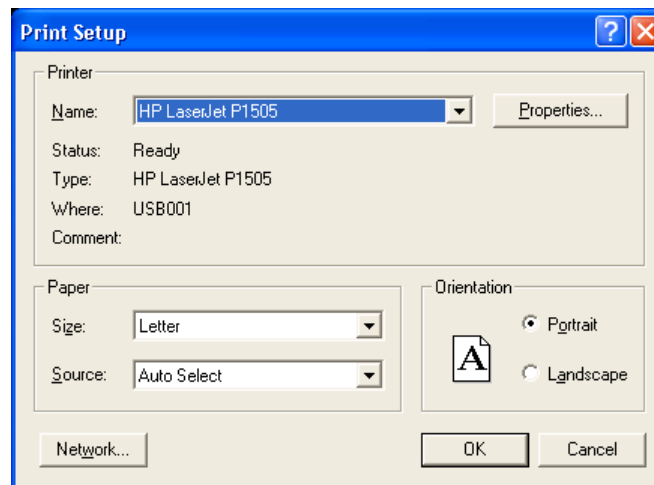 Print Setup
Printer
Name: HP LaserJet P1505 Properties...
Status: Ready
Type: HP LaserJet P1505
Where: USB001
Comment:
Paper
Size: Letter
Source: Auto Select
Orientation
A
Portrait
Landscape
Network... OK Cancel